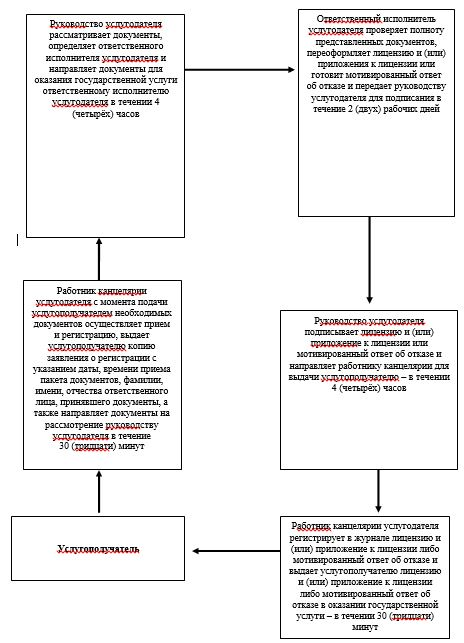 Руководство услугодателя
рассматривает документы,
определяет ответственного
исполнителя услугодателя и
направляет документы для
оказания государственной услуги
ответственному исполнителю
услугодателя в течении 4
(четырёх) часов
Ответственный исполнитель
услугодателя проверяет полноту
представленных документов,
переоформляет лицензию и (или)
приложения к лицензии или
готовит мотивированный ответ
об отказе и передает руководству
услугодателя для подписания в
течение 2 (двух) рабочих дней
Руководство услугодателя
подписывает лицензию и (или)
приложение к лицензии или
мотивированный ответ об отказе и
направляет работнику канцелярии для
выдачи услугополучателю – в течении
4 (четырёх) часов
Работник канцелярии услугодателя
регистрирует в журнале лицензию и
(или) приложение к лицензии либо
мотивированный ответ об отказе и
выдает услугополучателю лицензию
и (или) приложение к лицензии
либо мотивированный ответ об
отказе в оказании государственной
услуги – в течении 30 (тридцати)
минут
Услугополучатель
Работник канцелярии
услугодателя с момента подачи
услугополучателем необходимых
документов осуществляет прием
и регистрацию, выдает
услугополучателю копию
заявления о регистрации с
указанием даты, времени приема
пакета документов, фамилии,
имени, отчества ответственного
лица, принявшего документы, а
также направляет документы на
рассмотрение руководству
услугодателя в течение
30 (тридцати) минут